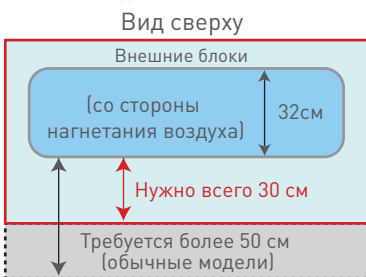 Вид сверху
Внешние блоки
(со стороны
нагнетания воздуха)
32см
Нужно всего 30 см
Требуется более 50 см
(обычные модели)